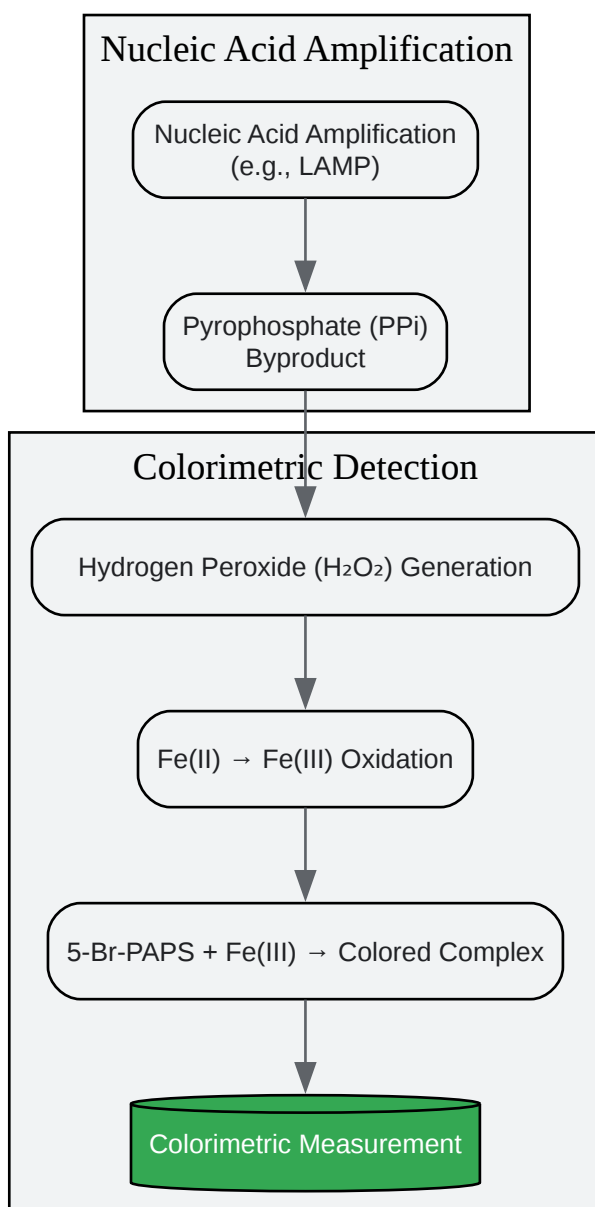 Nucleic Acid Amplification
Nucleic Acid Amplification
(e.g., LAMP)
Pyrophosphate (PPi)
Byproduct
Colorimetric Detection
Hydrogen Peroxide (H₂O₂) Generation
Fe(II) → Fe(III) Oxidation
5-Br-PAPS + Fe(III) → Colored Complex
Colorimetric Measurement